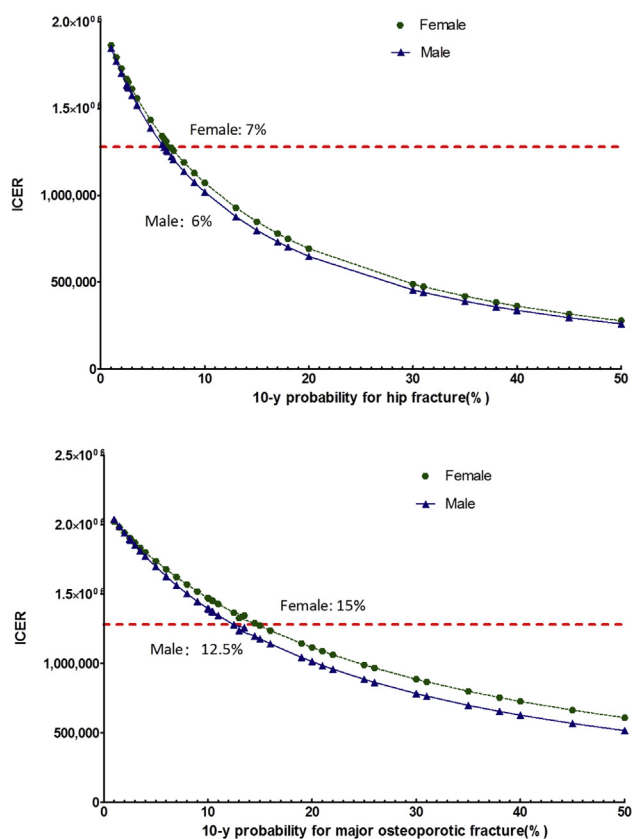 2.0×10⁰⁶
Female
Male
1.5×10⁰⁶
Female: 7%
ICER
1,000,000
Male: 6%
500,000
0
0 10 20 30 40 50
10-y probability for hip fracture(%)
2.5×10⁰⁶
Female
Male
2.0×10⁰⁶
1.5×10⁰⁶
Female: 15%
ICER
Male: 12.5%
1,000,000
500,000
0
0 10 20 30 40 50
10-y probability for major osteoporotic fracture(%)